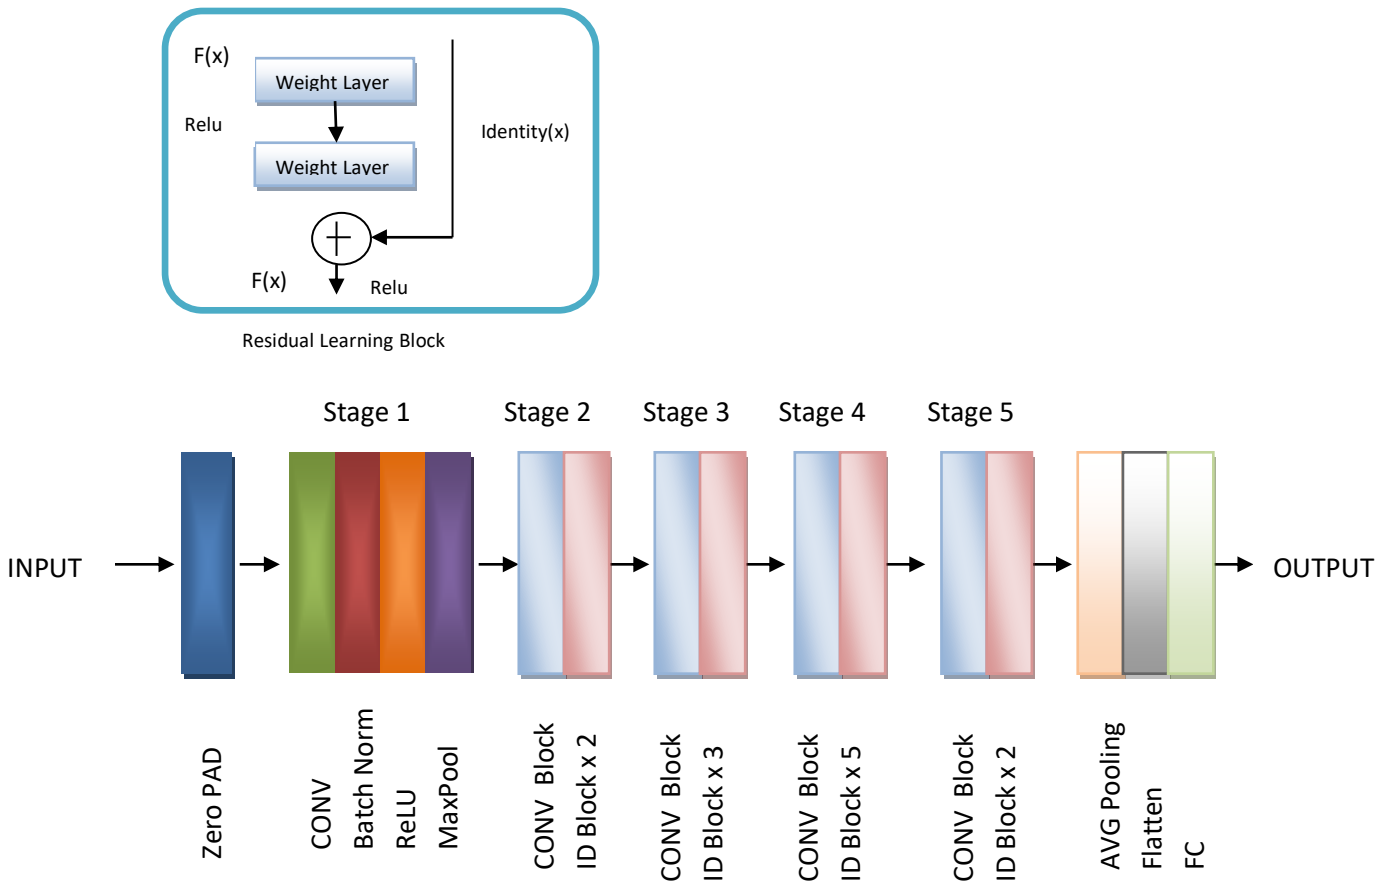 F(x)
Weight Layer
Relu
Identity(x)
Weight Layer
F(x)
Relu
Residual Learning Block
Stage 1
Stage 2
Stage 3
Stage 4
Stage 5
INPUT
OUTPUT
Zero PAD
CONV
Batch Norm
ReLU
MaxPool
CONV Block
ID Block x 2
CONV Block
ID Block x 3
CONV Block
ID Block x 5
CONV Block
ID Block x 2
AVG Pooling
Flatten
FC